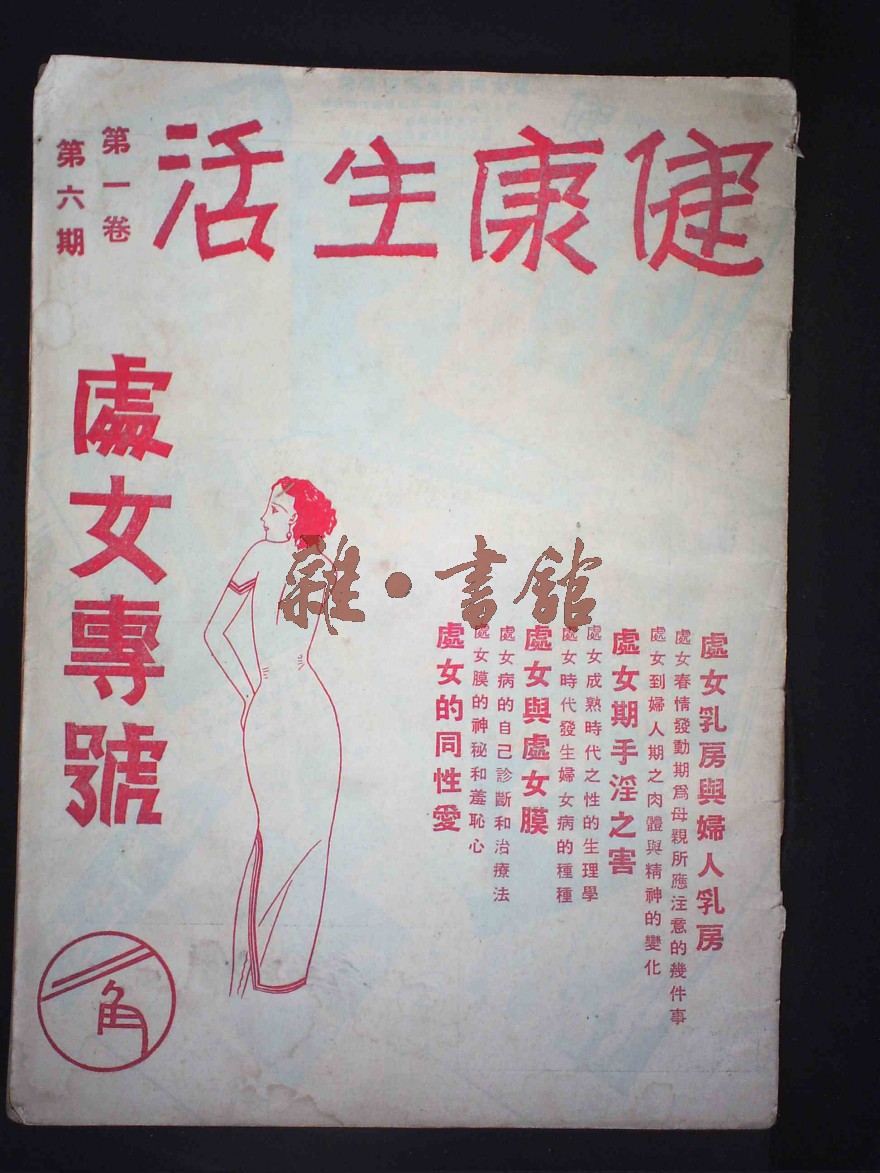 健康生活
第一卷
第六期
處女專號
處女乳房與婦人乳房
處女春情發動期爲母親所應注意的幾件事
處女到婦人期之肉體與精神的變化
處女期手淫之害
處女成熟時代之性的生理學
處女時代發生婦女病的種種
處女與處女膜
處女病的自己診斷和治療法
處女膜的神秘和羞恥心
處女的同性愛
一角
雜·書館